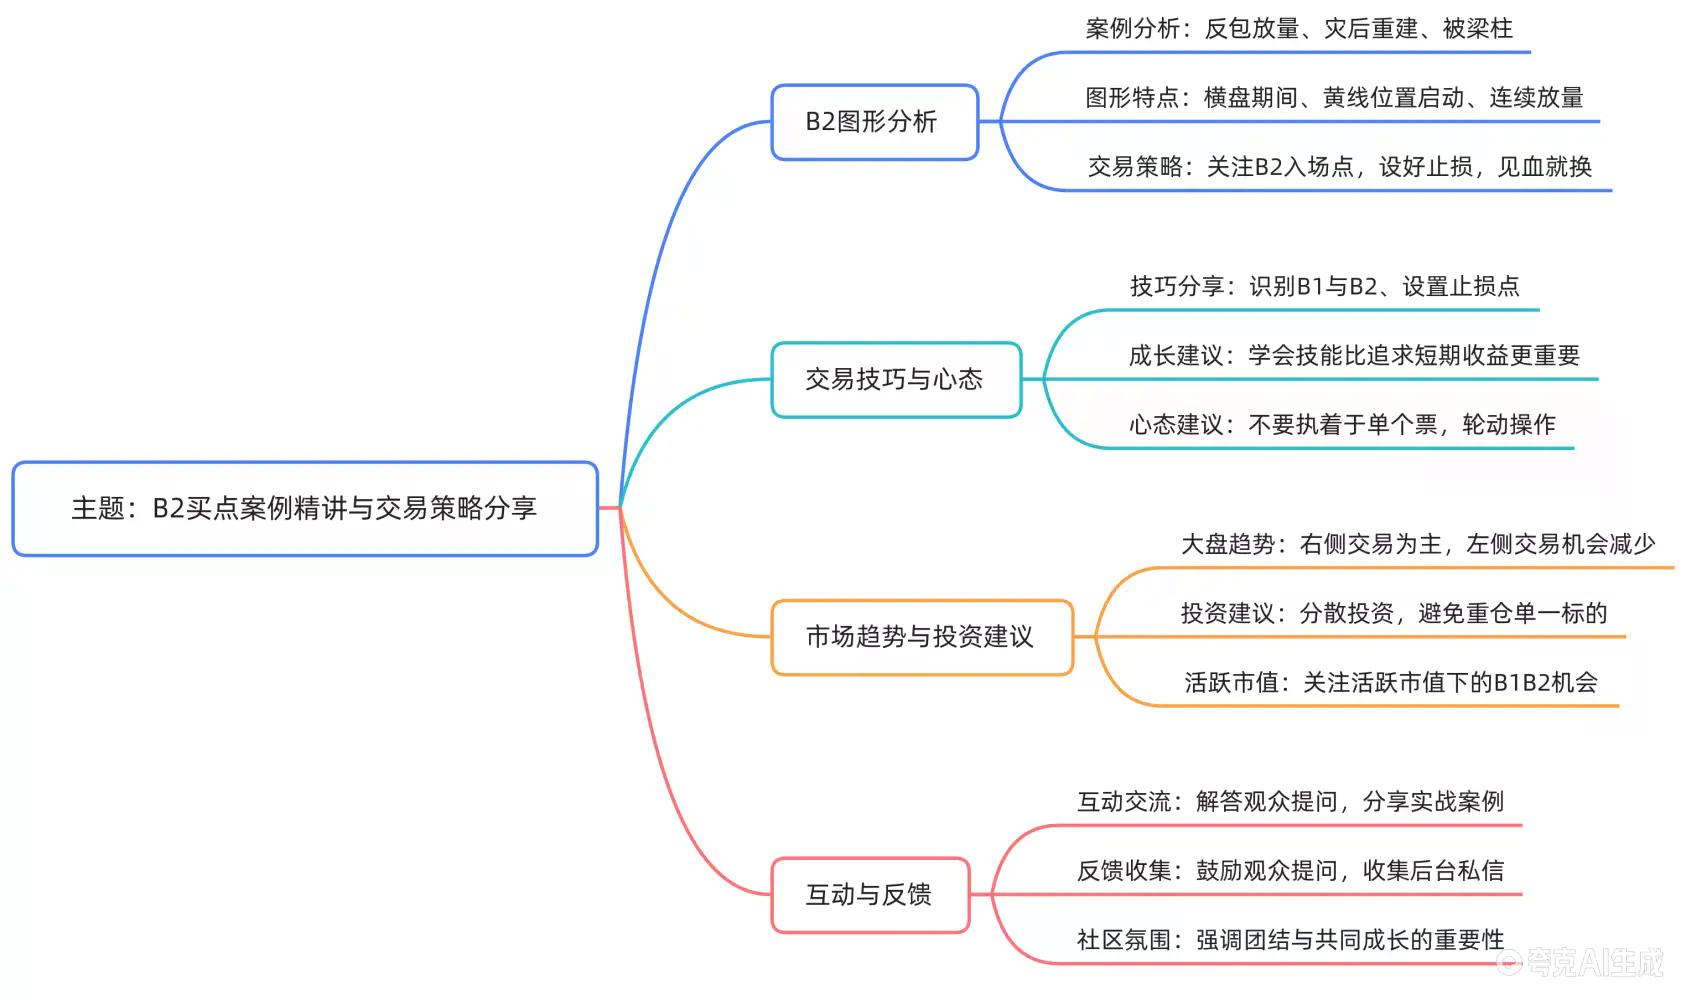 主题：B2买点案例精讲与交易策略分享
B2图形分析
案例分析：反包放量、灾后重建、被梁柱
图形特点：横盘期间、黄线位置启动、连续放量
交易策略：关注B2入场点，设好止损，见血就换
交易技巧与心态
技巧分享：识别B1与B2、设置止损点
成长建议：学会技能比追求短期收益更重要
心态建议：不要执着于单个票，轮动操作
市场趋势与投资建议
大盘趋势：右侧交易为主，左侧交易机会减少
投资建议：分散投资，避免重仓单一标的
活跃市值：关注活跃市值下的B1B2机会
互动与反馈
互动交流：解答观众提问，分享实战案例
反馈收集：鼓励观众提问，收集后台私信
社区氛围：强调团结与共同成长的重要性
夸克AI生成